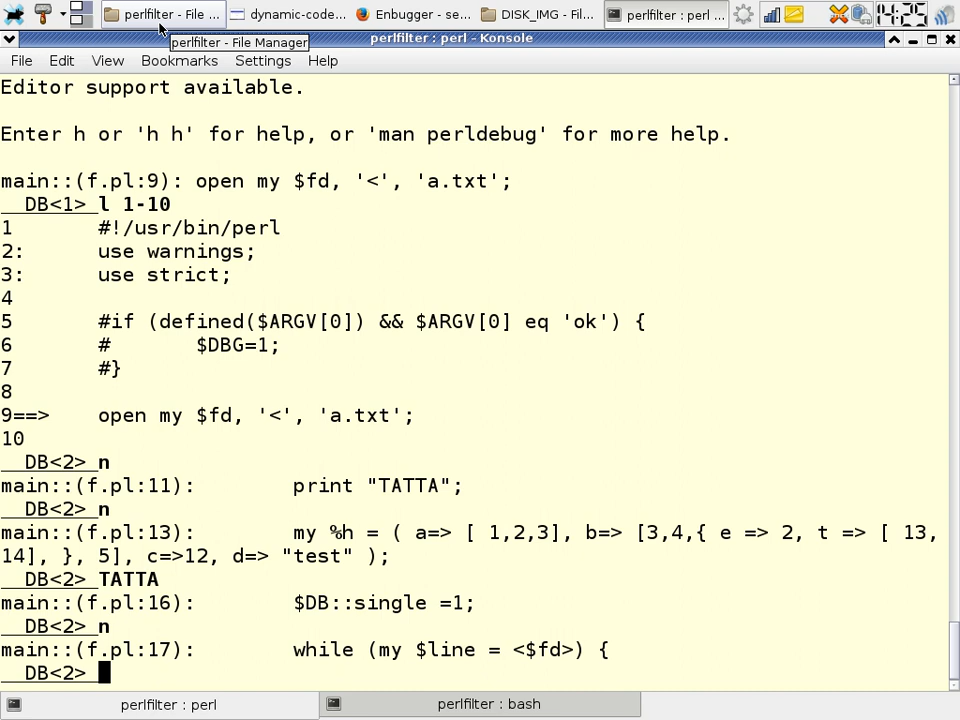 perlfilter - File ...
dynamic-code...
Enbugger - se...
DISK_IMG - Fil...
perlfilter : perl ...
14:25
perlfilter - File Manager
perlfilter : perl - Konsole
File Edit View Bookmarks Settings Help
Editor support available.
Enter h or 'h h' for help, or 'man perldebug' for more help.
main::(f.pl:9): open my $fd, '<', 'a.txt';
DB<1> l 1-10
1 #!/usr/bin/perl
2: use warnings;
3: use strict;
4
5 #if (defined($ARGV[0]) && $ARGV[0] eq 'ok') {
6 # $DBG=1;
7 #}
8
9==> open my $fd, '<', 'a.txt';
10
DB<2> n
main::(f.pl:11): print "TATTA";
DB<2> n
main::(f.pl:13): my %h = ( a=> [ 1,2,3], b=> [3,4,{ e => 2, t => [ 13,
14], }, 5], c=>12, d=> "test" );
DB<2> TATTA
main::(f.pl:16): $DB::single =1;
DB<2> n
main::(f.pl:17): while (my $line = <$fd>) {
DB<2>
perlfilter : perl
perlfilter : bash